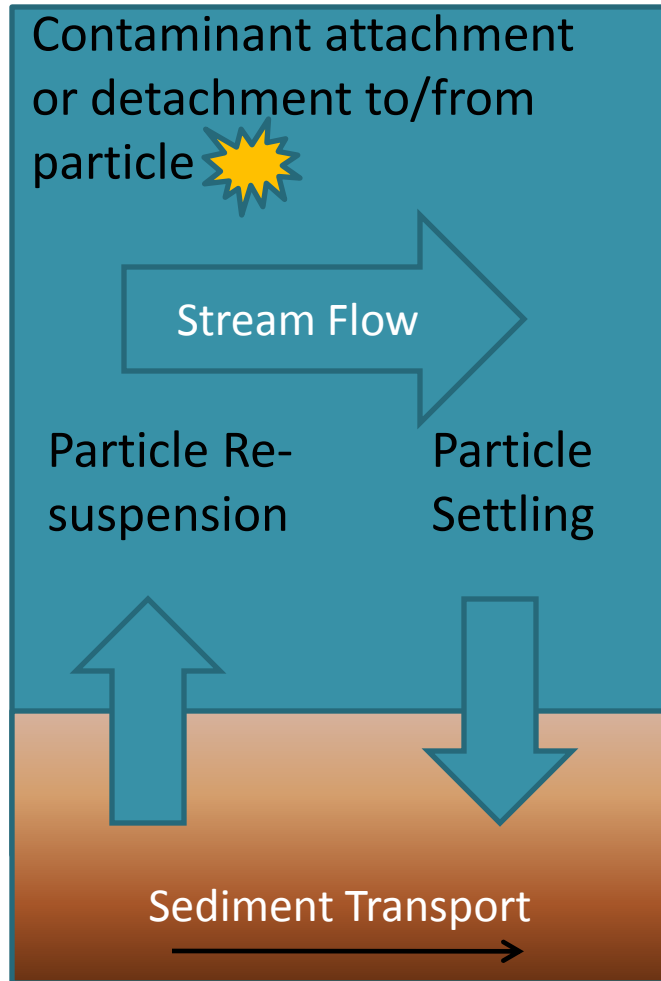 Contaminant attachment
or detachment to/from
particle
Stream Flow
Particle Re-
suspension
Particle
Settling
Sediment Transport